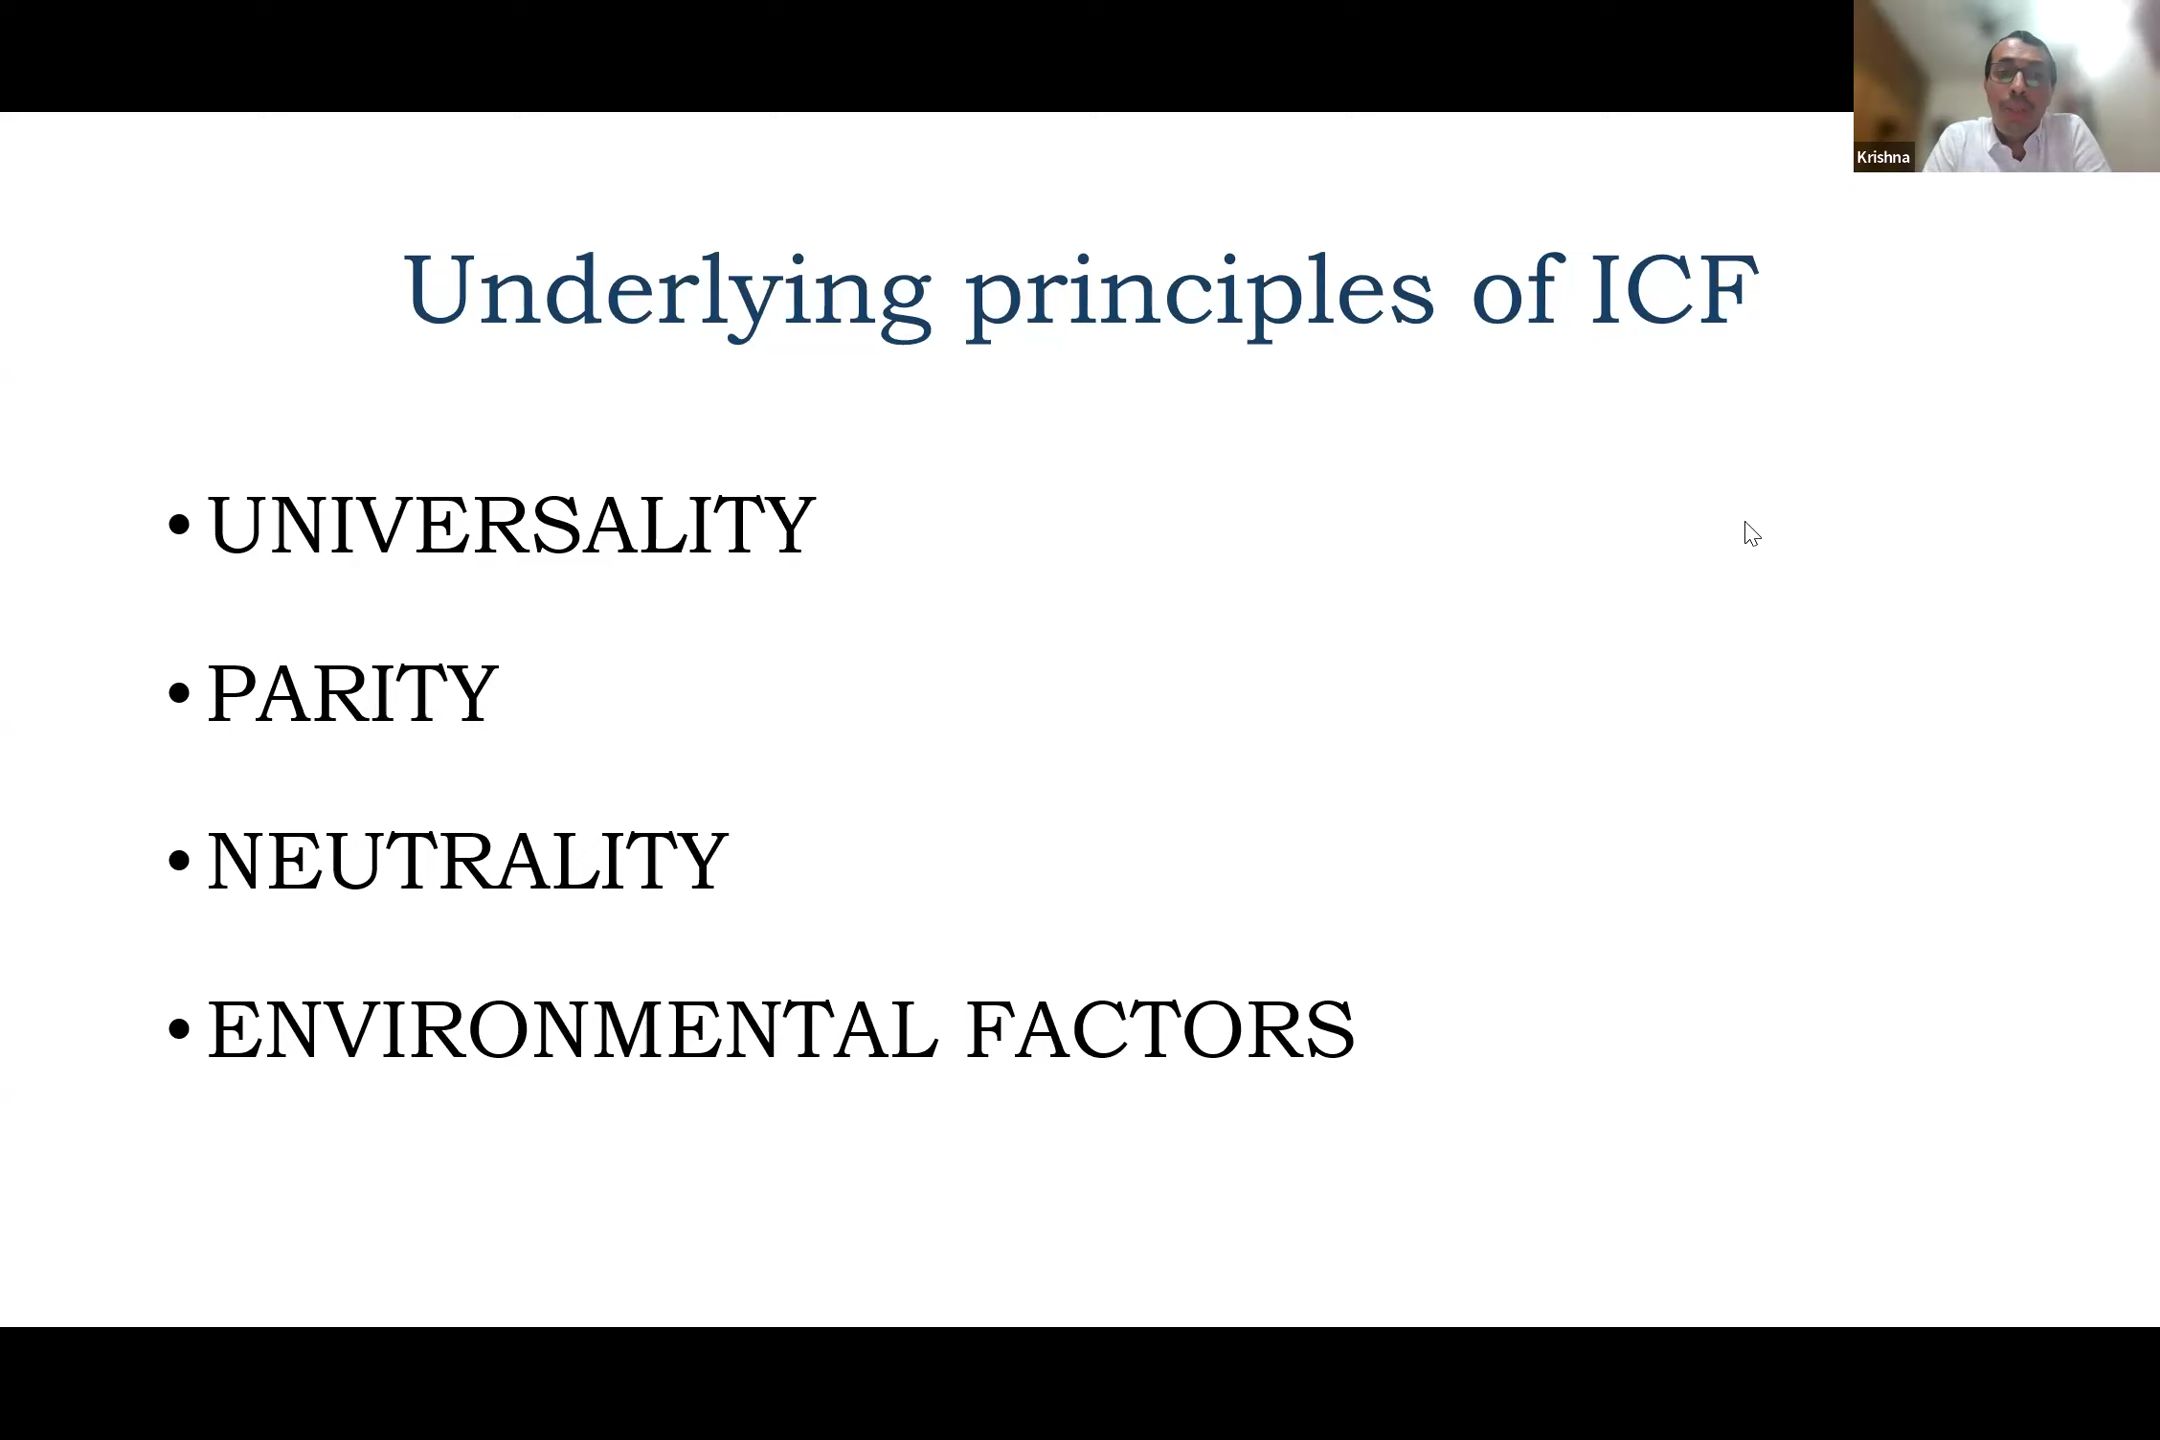 Krishna
Underlying principles of ICF
• UNIVERSALITY
• PARITY
• NEUTRALITY
• ENVIRONMENTAL FACTORS